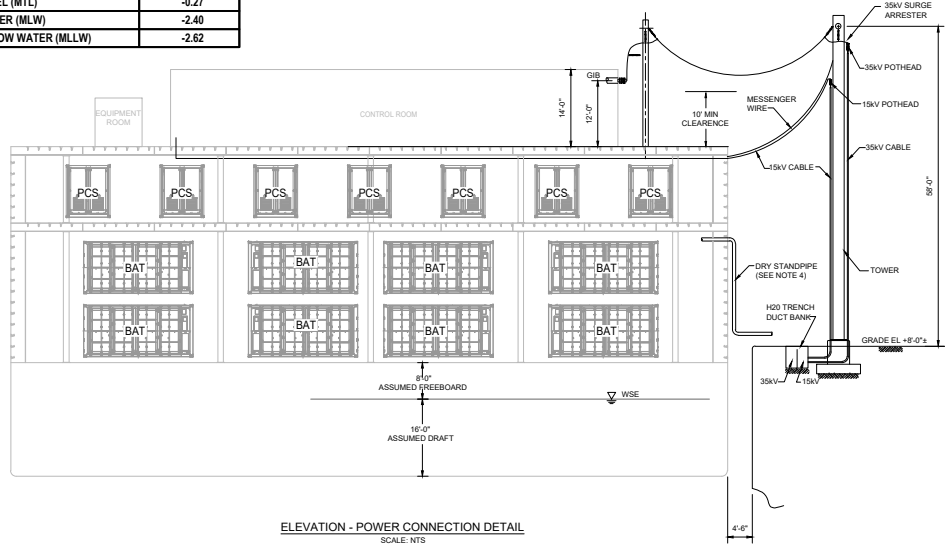 -0.27
ER (MLW)
-2.40
OW WATER (MLLW)
-2.62
35kV SURGE
ARRESTER
35kV POTHEAD
15kV POTHEAD
GIB
14'-0"
12'-0"
10' MIN
CLEARENCE
MESSENGER
WIRE
EQUIPMENT
ROOM
CONTROL ROOM
15kV CABLE
35kV CABLE
58'-0"
PCS
PCS
PCS
PCS
PCS
PCS
PCS
BAT
BAT
BAT
BAT
DRY STANDPIPE
(SEE NOTE 4)
TOWER
H20 TRENCH
DUCT BANK
BAT
BAT
BAT
BAT
GRADE EL +8'-0"±
35kV
15kV
8'-0"
ASSUMED FREEBOARD
WSE
16'-0"
ASSUMED DRAFT
4'-6"
ELEVATION - POWER CONNECTION DETAIL
SCALE: NTS